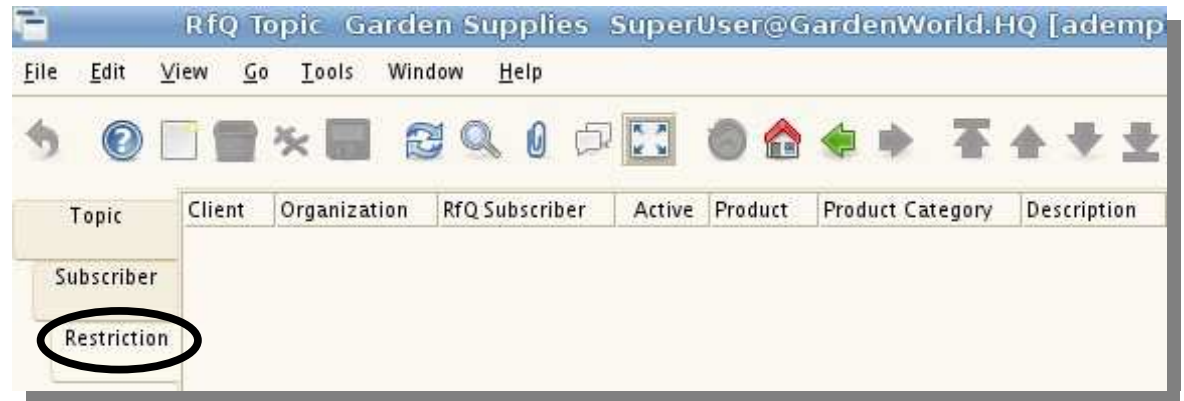 RfQ Topic Garden Supplies SuperUser@GardenWorld.HQ [ademp
File Edit View Go Tools Window Help
Topic Client Organization RfQ Subscriber Active Product Product Category Description
Subscriber
Restriction